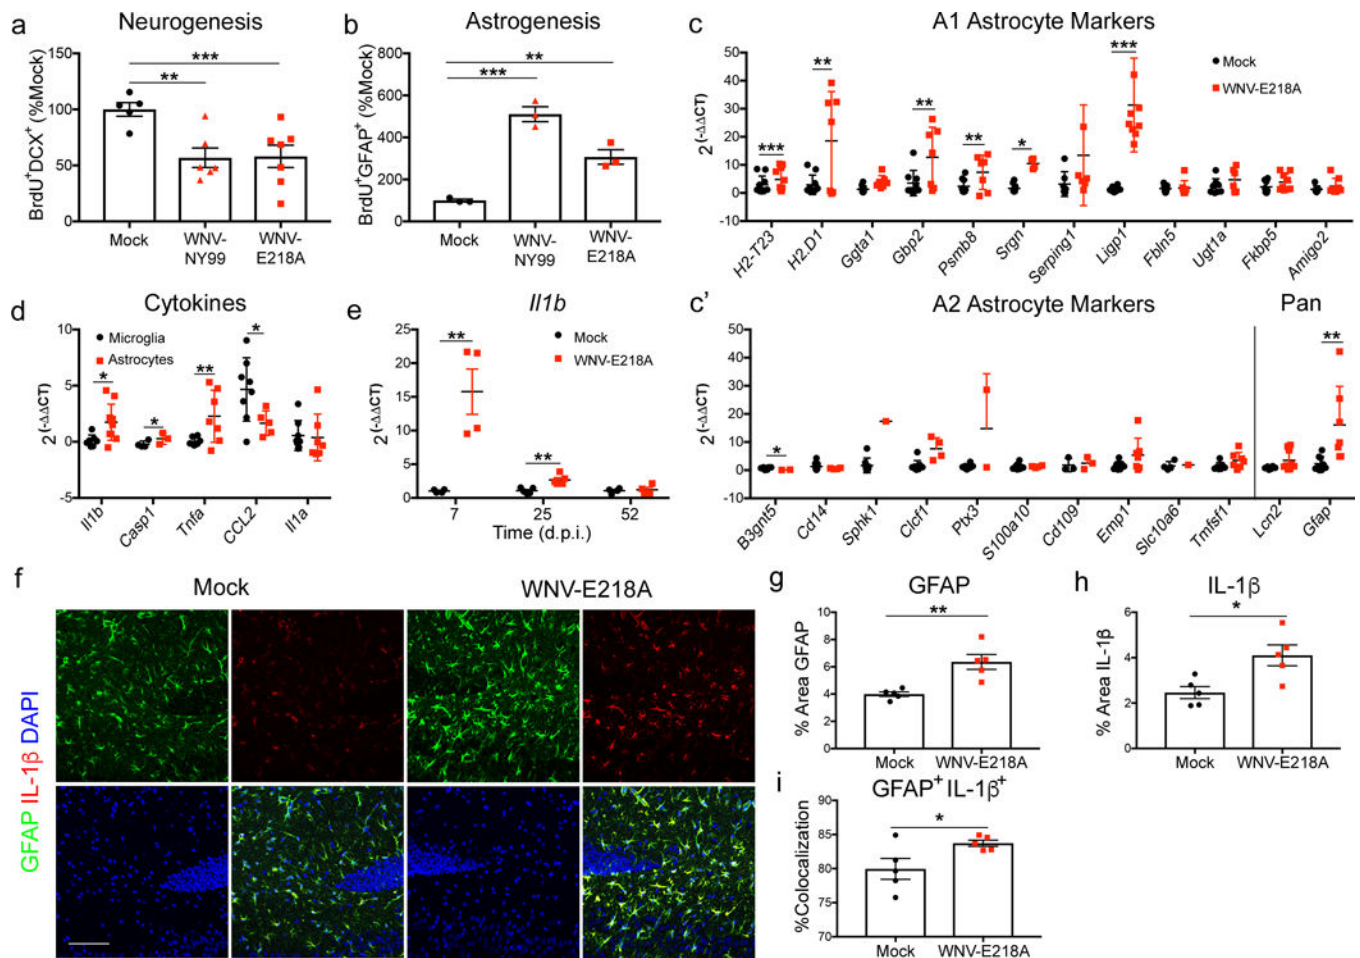 a
Neurogenesis
BrdU⁺DCX⁺ (%Mock)
150
100
50
0
***
**
Mock
WNV-
NY99
WNV-
E218A
b
Astrogenesis
BrdU⁺GFAP⁺ (%Mock)
800
600
400
200
0
**
***
Mock
WNV-
NY99
WNV-
E218A
c
A1 Astrocyte Markers
2(-ΔΔCT)
50
40
30
20
10
0
-10
***
**
**
**
*
***
Mock
WNV-E218A
H2-T23
H2.D1
Ggta1
Gbp2
Psmb8
Srgn
Serping1
Ligp1
Fbln5
Ugt1a
Fkbp5
Amigo2
d
Cytokines
2(-ΔΔCT)
10
5
0
-5
Microglia
Astrocytes
*
*
**
*
Il1b
Casp1
Tnfa
CCL2
Il1a
e
Il1b
2(-ΔΔCT)
25
20
15
10
5
0
**
**
Mock
WNV-E218A
7
25
52
Time (d.p.i.)
c'
A2 Astrocyte Markers
Pan
2(-ΔΔCT)
50
40
30
20
10
0
-10
*
**
B3gnt5
Cd14
Sphk1
Clcf1
Ptx3
S100a10
Cd109
Emp1
Slc10a6
Tmfsf1
Lcn2
Gfap
f
Mock
WNV-E218A
GFAP IL-1β DAPI
g
GFAP
% Area GFAP
10
8
6
4
2
0
**
Mock
WNV-E218A
h
IL-1β
% Area IL-1β
6
4
2
0
*
Mock
WNV-E218A
i
GFAP⁺ IL-1β⁺
%Colocalization
90
85
80
75
70
*
Mock
WNV-E218A